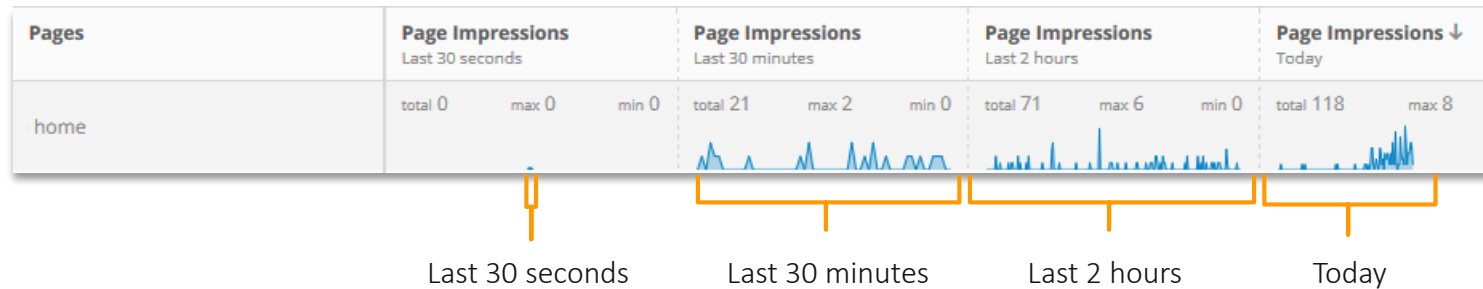 Pages
Page Impressions
Last 30 seconds
Page Impressions
Last 30 minutes
Page Impressions
Last 2 hours
Page Impressions ↓
Today
home
total 0 max 0 min 0
total 21 max 2 min 0
total 71 max 6 min 0
total 118 max 8
Last 30 seconds
Last 30 minutes
Last 2 hours
Today